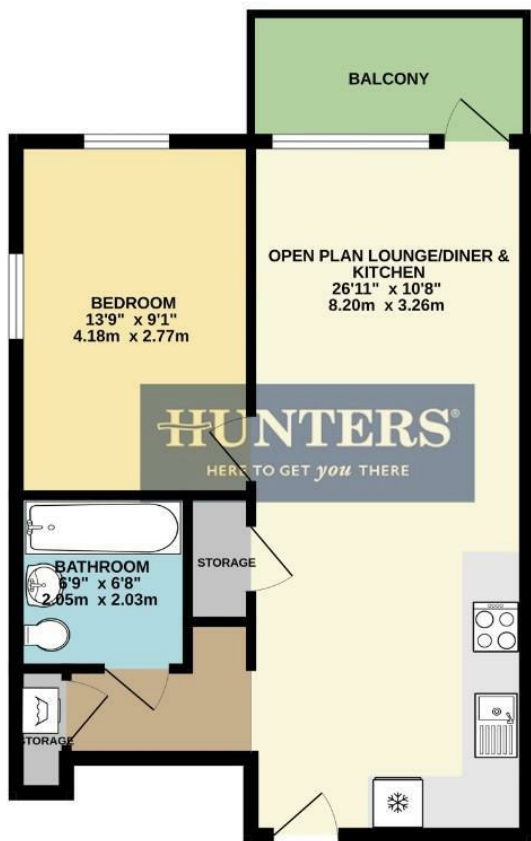 BALCONY
OPEN PLAN LOUNGE/DINER &
KITCHEN
26'11" x 10'8"
8.20m x 3.26m
BEDROOM
13'9" x 9'1"
4.18m x 2.77m
HUNTERS®
HERE TO GET you THERE
STORAGE
BATHROOM
6'9" x 6'8"
2.05m x 2.03m
STORAGE